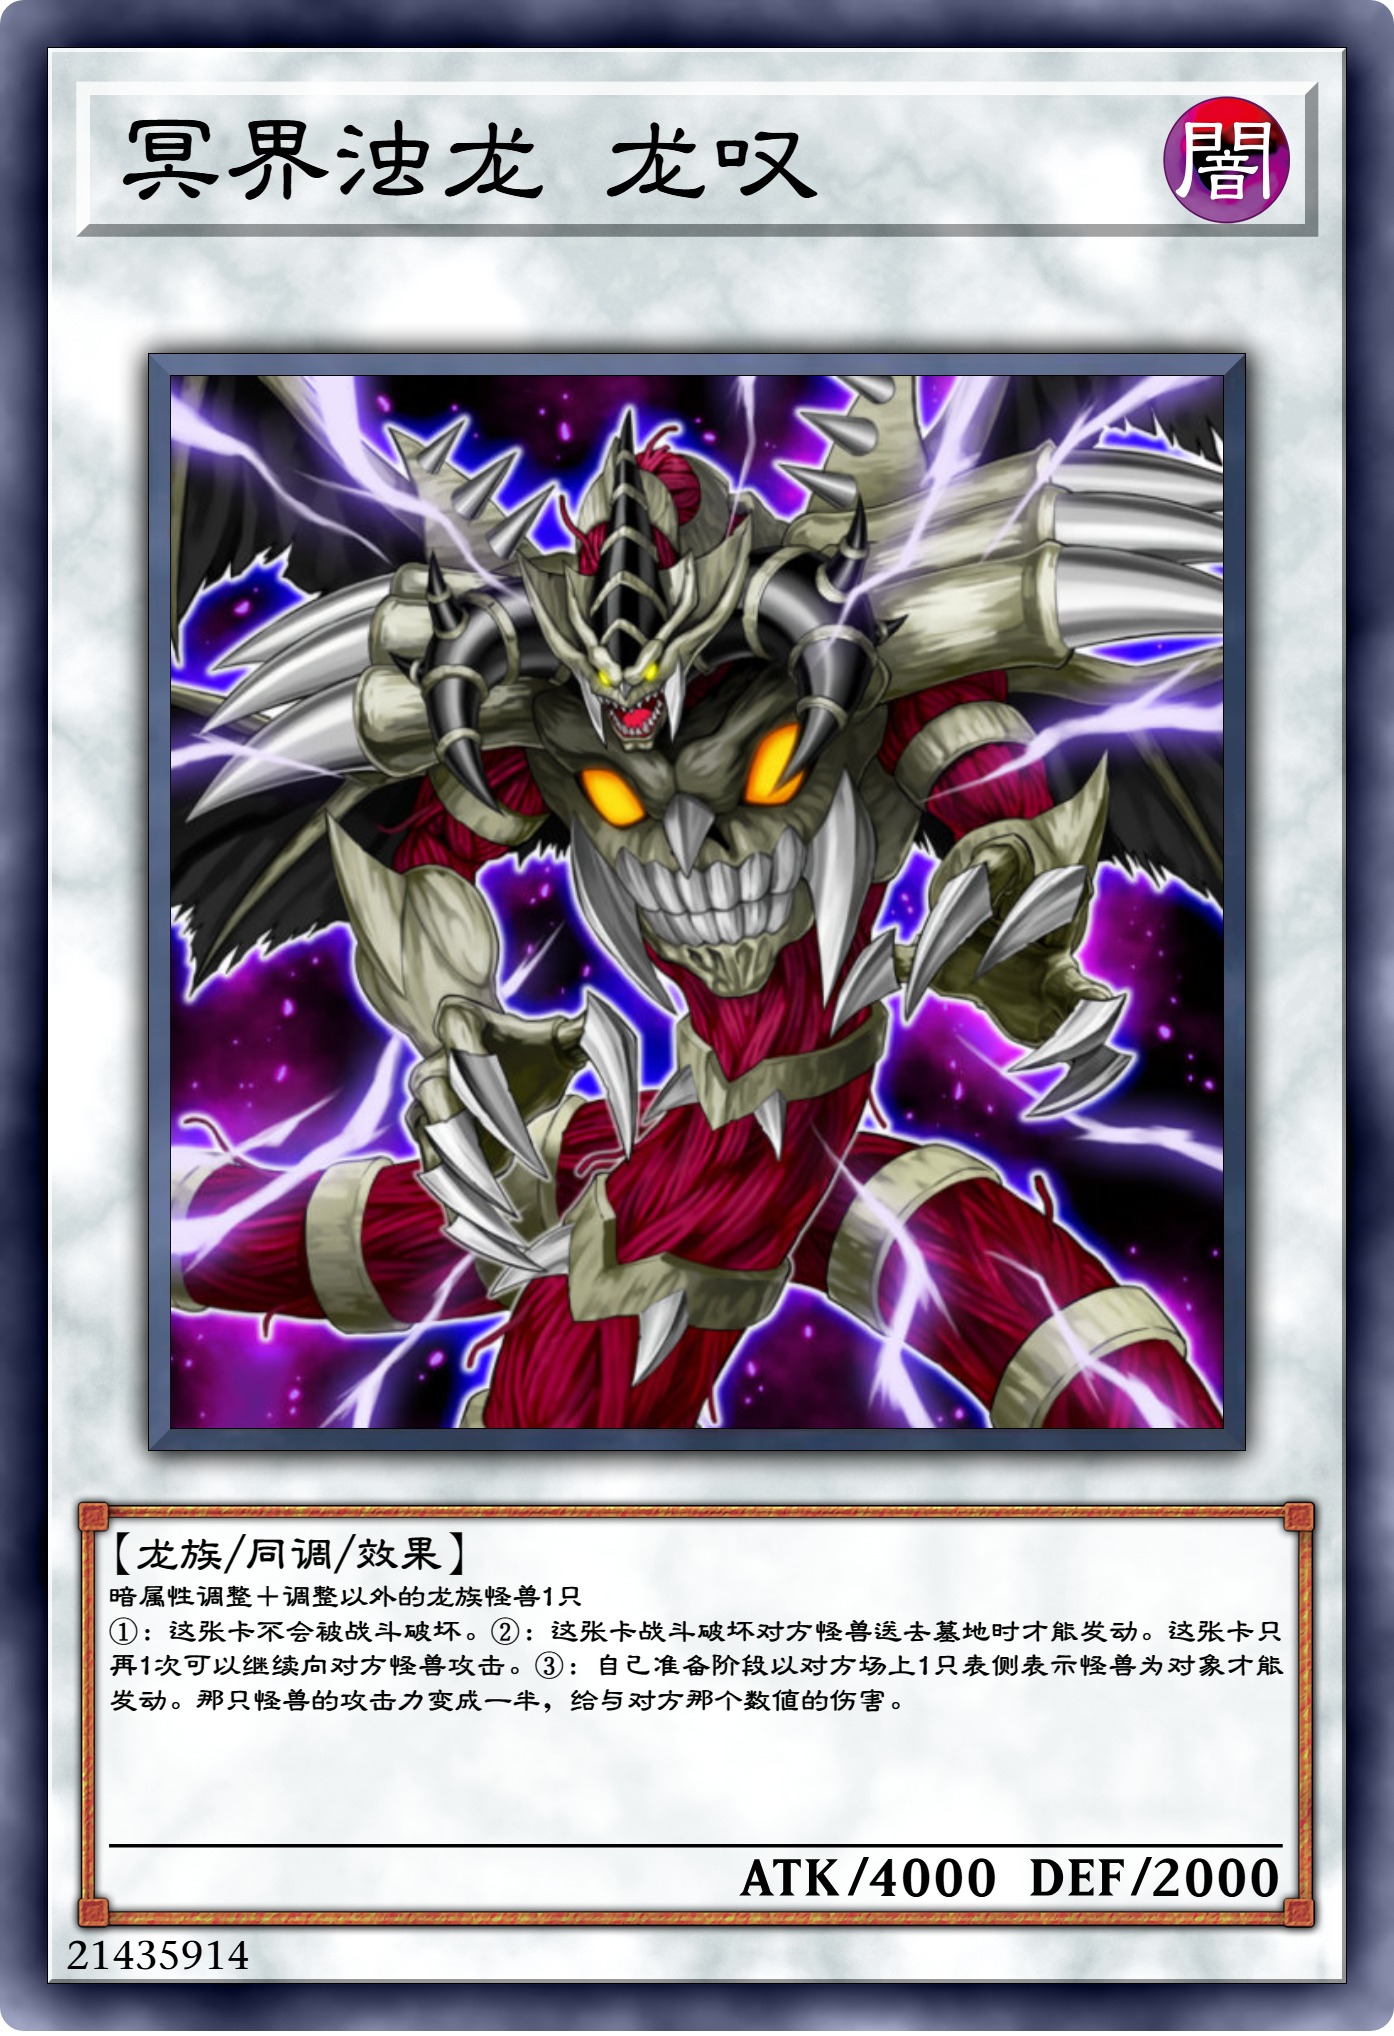 冥界浊龙 龙叹
闇
【龙族/同调/效果】
暗属性调整＋调整以外的龙族怪兽1只
①：这张卡不会被战斗破坏。②：这张卡战斗破坏对方怪兽送去墓地时才能发动。这张卡只
再1次可以继续向对方怪兽攻击。③：自己准备阶段以对方场上1只表侧表示怪兽为对象才能
发动。那只怪兽的攻击力变成一半，给与对方那个数值的伤害。
ATK/4000 DEF/2000
21435914